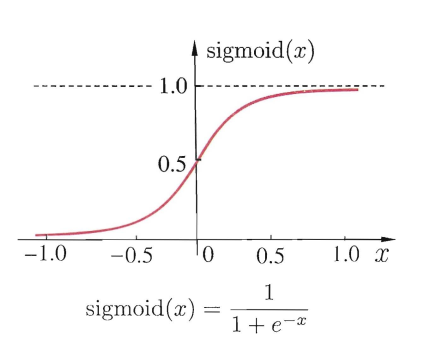 sigmoid(x)
1.0
0.5
−1.0 −0.5 0 0.5 1.0 x
sigmoid(x) = 1 / (1 + e^{−x})